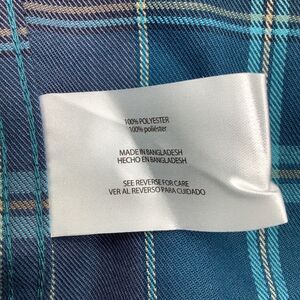 100% POLYESTER
100% poliéster
MADE IN BANGLADESH
HECHO EN BANGLADESH
SEE REVERSE FOR CARE
VER AL REVERSO PARA CUIDADO